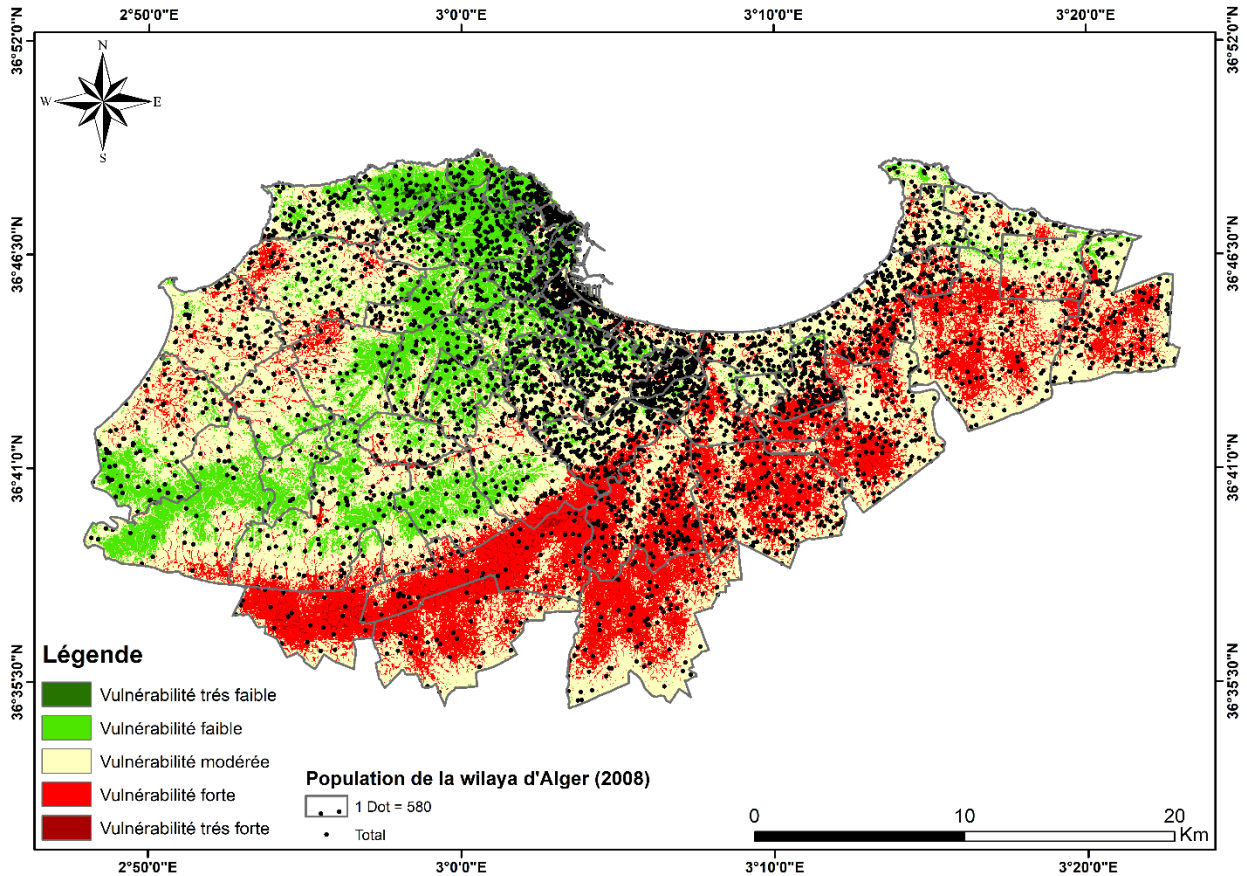 2°50'0"E 3°0'0"E 3°10'0"E 3°20'0"E
36°52'0"N 36°52'0"N
N
W E
S
36°46'30"N 36°46'30"N
36°41'0"N 36°41'0"N
36°35'30"N 36°35'30"N
Légende
Vulnérabilité trés faible
Vulnérabilité faible
Vulnérabilité modérée
Vulnérabilité forte
Vulnérabilité trés forte
Population de la wilaya d'Alger (2008)
1 Dot = 580
Total
0 10 20
Km
2°50'0"E 3°0'0"E 3°10'0"E 3°20'0"E